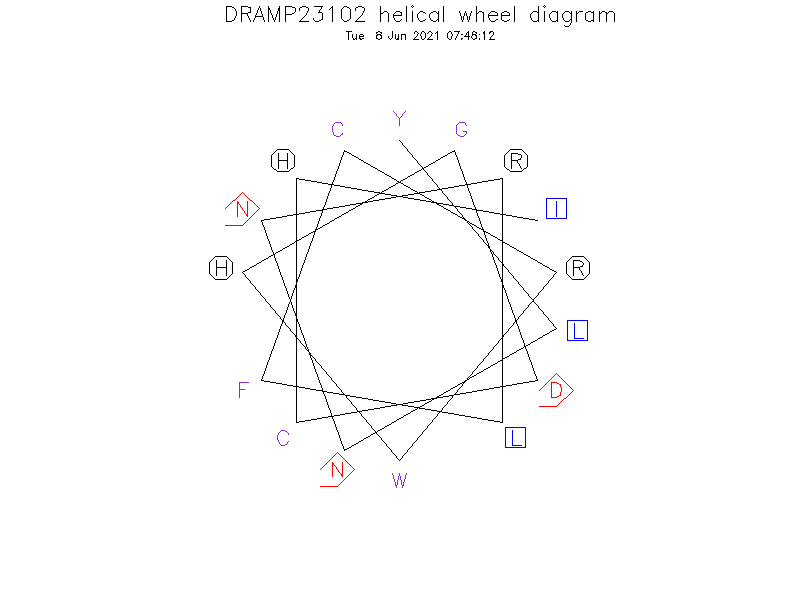 DRAMP23102 helical wheel diagram
Tue 8 Jun 2021 07:48:12
Y
C
G
H
R
N
I
H
R
L
F
D
C
L
N
W